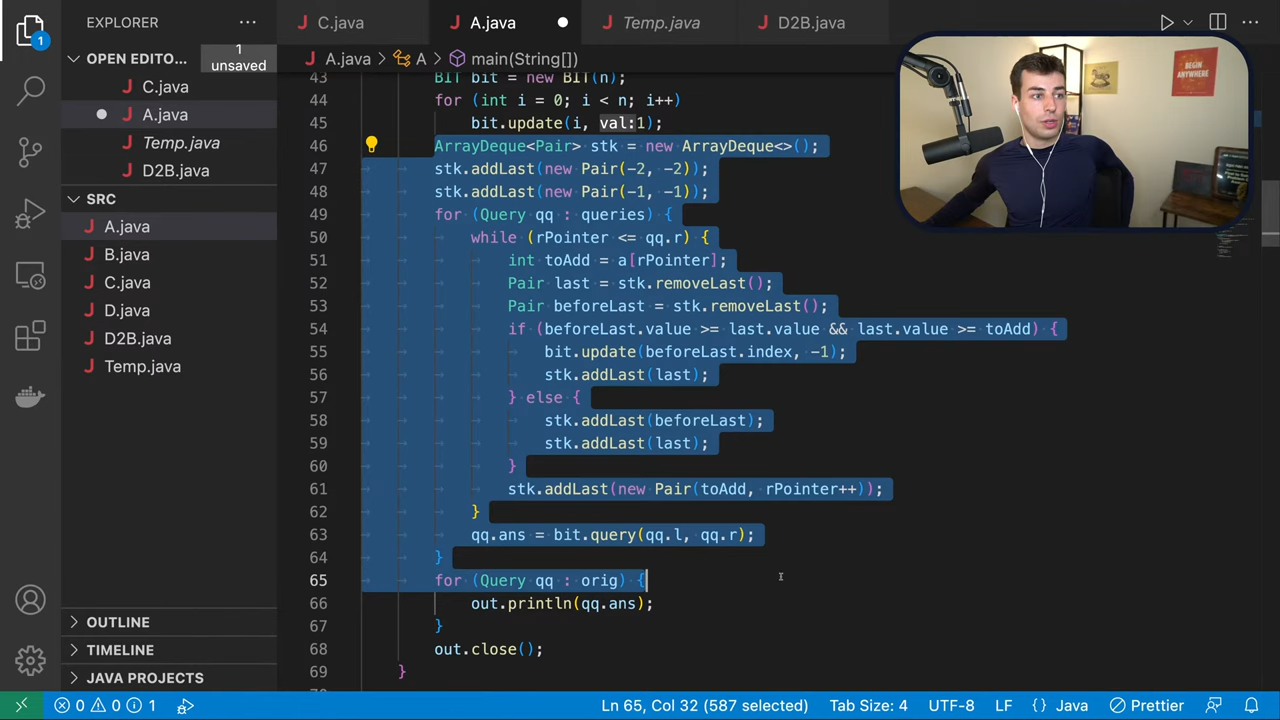 EXPLORER
C.java
A.java
Temp.java
D2B.java
OPEN EDITO...
1 unsaved
C.java
A.java
Temp.java
D2B.java
SRC
A.java
B.java
C.java
D.java
D2B.java
Temp.java
OUTLINE
TIMELINE
JAVA PROJECTS
A.java > A > main(String[])
43 BIT bit = new BIT(n);
44 for (int i = 0; i < n; i++)
45 bit.update(i, val:1);
46 ArrayDeque<Pair> stk = new ArrayDeque<>();
47 stk.addLast(new Pair(-2, -2));
48 stk.addLast(new Pair(-1, -1));
49 for (Query qq : queries) {
50 while (rPointer <= qq.r) {
51 int toAdd = a[rPointer];
52 Pair last = stk.removeLast();
53 Pair beforeLast = stk.removeLast();
54 if (beforeLast.value >= last.value && last.value >= toAdd) {
55 bit.update(beforeLast.index, -1);
56 stk.addLast(last);
57 } else {
58 stk.addLast(beforeLast);
59 stk.addLast(last);
60 }
61 stk.addLast(new Pair(toAdd, rPointer++));
62 }
63 qq.ans = bit.query(qq.l, qq.r);
64 }
65 for (Query qq : orig) {
66 out.println(qq.ans);
67 }
68 out.close();
69 }
BEGIN
ANYWHERE
1
0 0 1
Ln 65, Col 32 (587 selected)
Tab Size: 4
UTF-8
LF
{} Java
Prettier